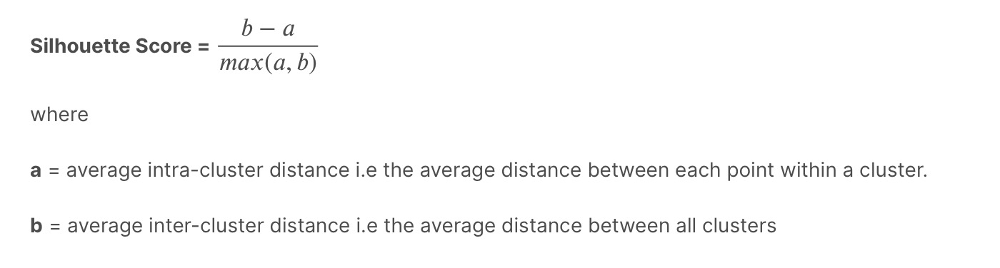 Silhouette Score = \frac{b - a}{max(a, b)}
where
a = average intra-cluster distance i.e the average distance between each point within a cluster.
b = average inter-cluster distance i.e the average distance between all clusters